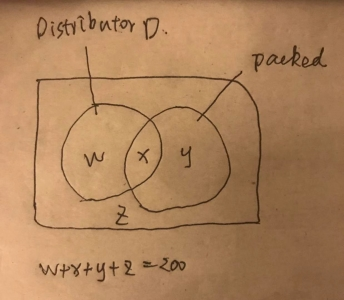 Distributor D.
packed
w x y
z
w+x+y+z=200